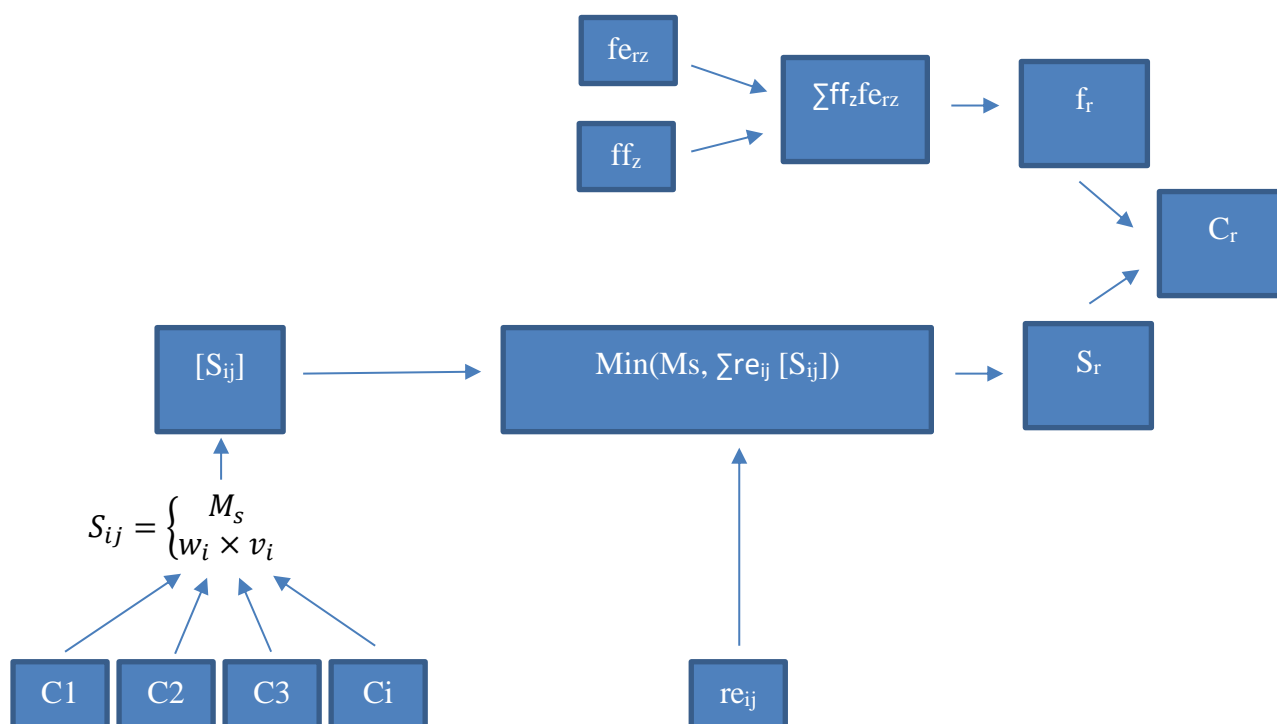 fe_rz
∑ff_zfe_rz
f_r
ff_z
C_r
[S_ij]
Min(Ms, ∑re_ij [S_ij])
S_r
S_ij = { M_s
w_i × v_i
C1
C2
C3
Ci
re_ij